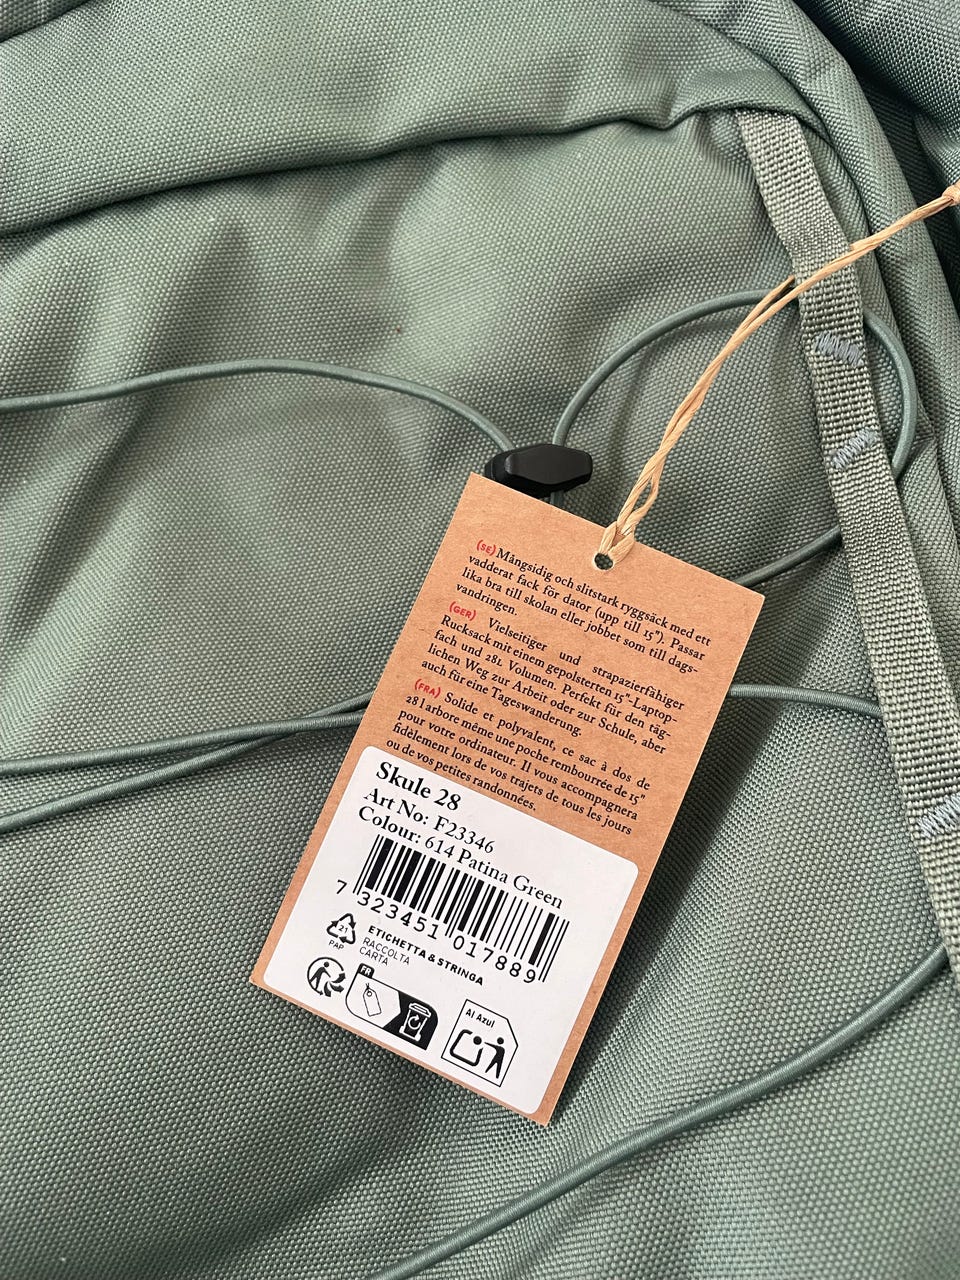 (SE) Mångsidig och slitstark ryggsäck med ett
vadderat fack för dator (upp till 15"). Passar
lika bra till skolan eller jobbet som till dags-
vandringen.
(GER) Vielseitiger und strapazierfähiger
Rucksack mit einem gepolsterten 15"-Laptop-
fach und 28L Volumen. Perfekt für den täg-
lichen Weg zur Arbeit oder zur Schule, aber
auch für eine Tageswanderung.
(FRA) Solide et polyvalent, ce sac à dos de
28 l arbore même une poche rembourrée de 15"
pour votre ordinateur. Il vous accompagnera
fidèlement lors de vos trajets de tous les jours
ou de vos petites randonnées.
Skule 28
Art No: F23346
Colour: 614 Patina Green
7 323451 017889
21
PAP
ETICHETTA & STRINGA
RACCOLTA
CARTA
FR
Al Azul